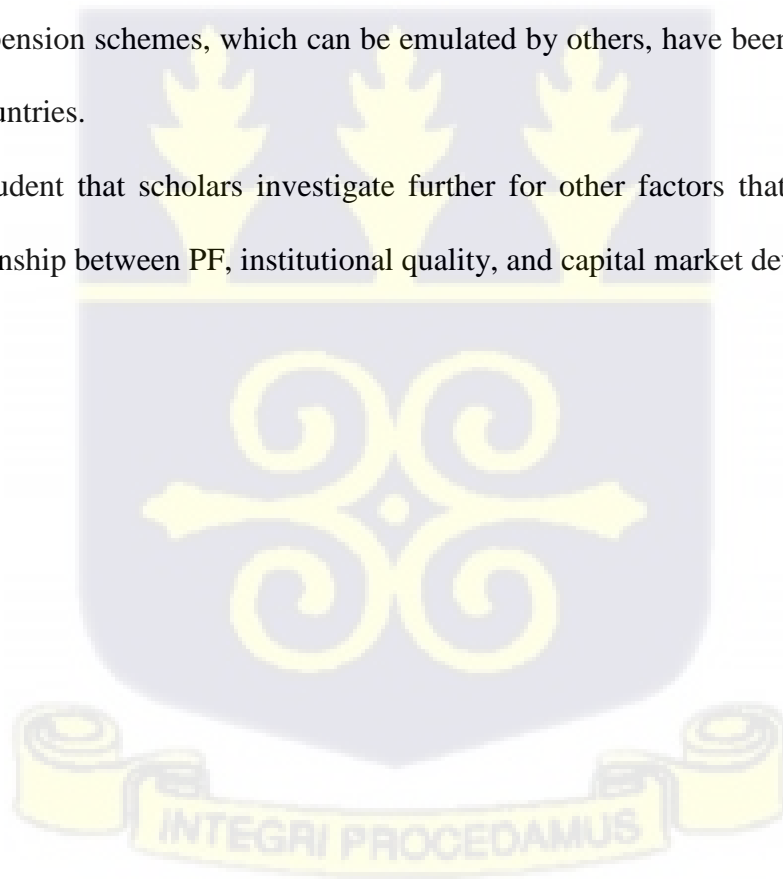 pension schemes, which can be emulated by others, have been
untries.
udent that scholars investigate further for other factors that
nship between PF, institutional quality, and capital market de
INTEGRI PROCEDAMUS